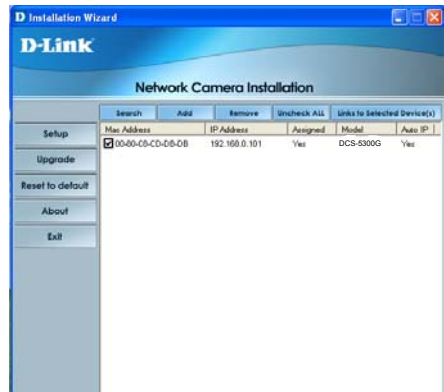 D Installation Wizard
D-Link
Network Camera Installation
Search Add Remove Uncheck ALL Links to Selected Device(s)
Mac Address IP Address Assigned Model Auto IP
00-80-C8-CD-DB-DB 192.168.0.101 Yes DCS-5300G Yes
Setup
Upgrade
Reset to default
About
Exit